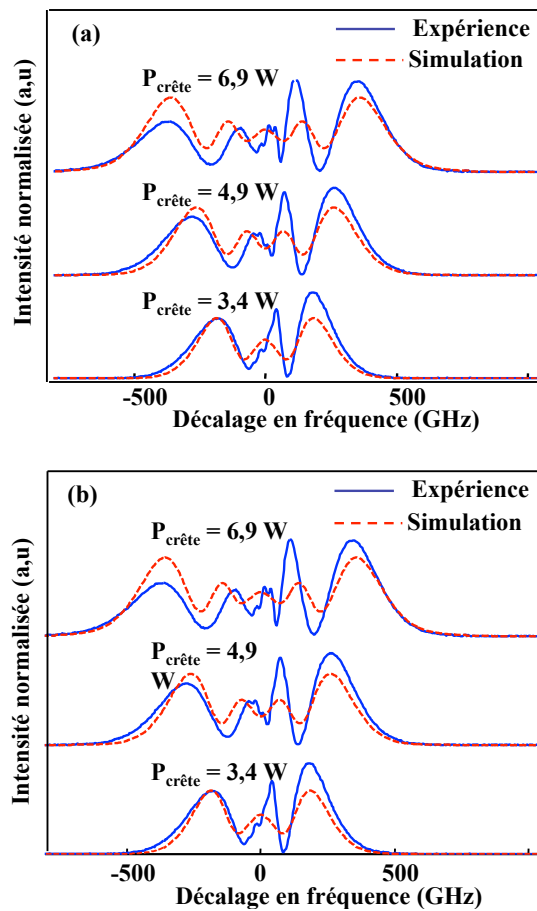 (a)
Expérience
Simulation
Pcrête = 6,9 W
Pcrête = 4,9 W
Pcrête = 3,4 W
Intensité normalisée (a,u)
-500 0 500
Décalage en fréquence (GHz)
(b)
Expérience
Simulation
Pcrête = 6,9 W
Pcrête = 4,9
W
Pcrête = 3,4 W
Intensité normalisée (a,u)
-500 0 500
Décalage en fréquence (GHz)